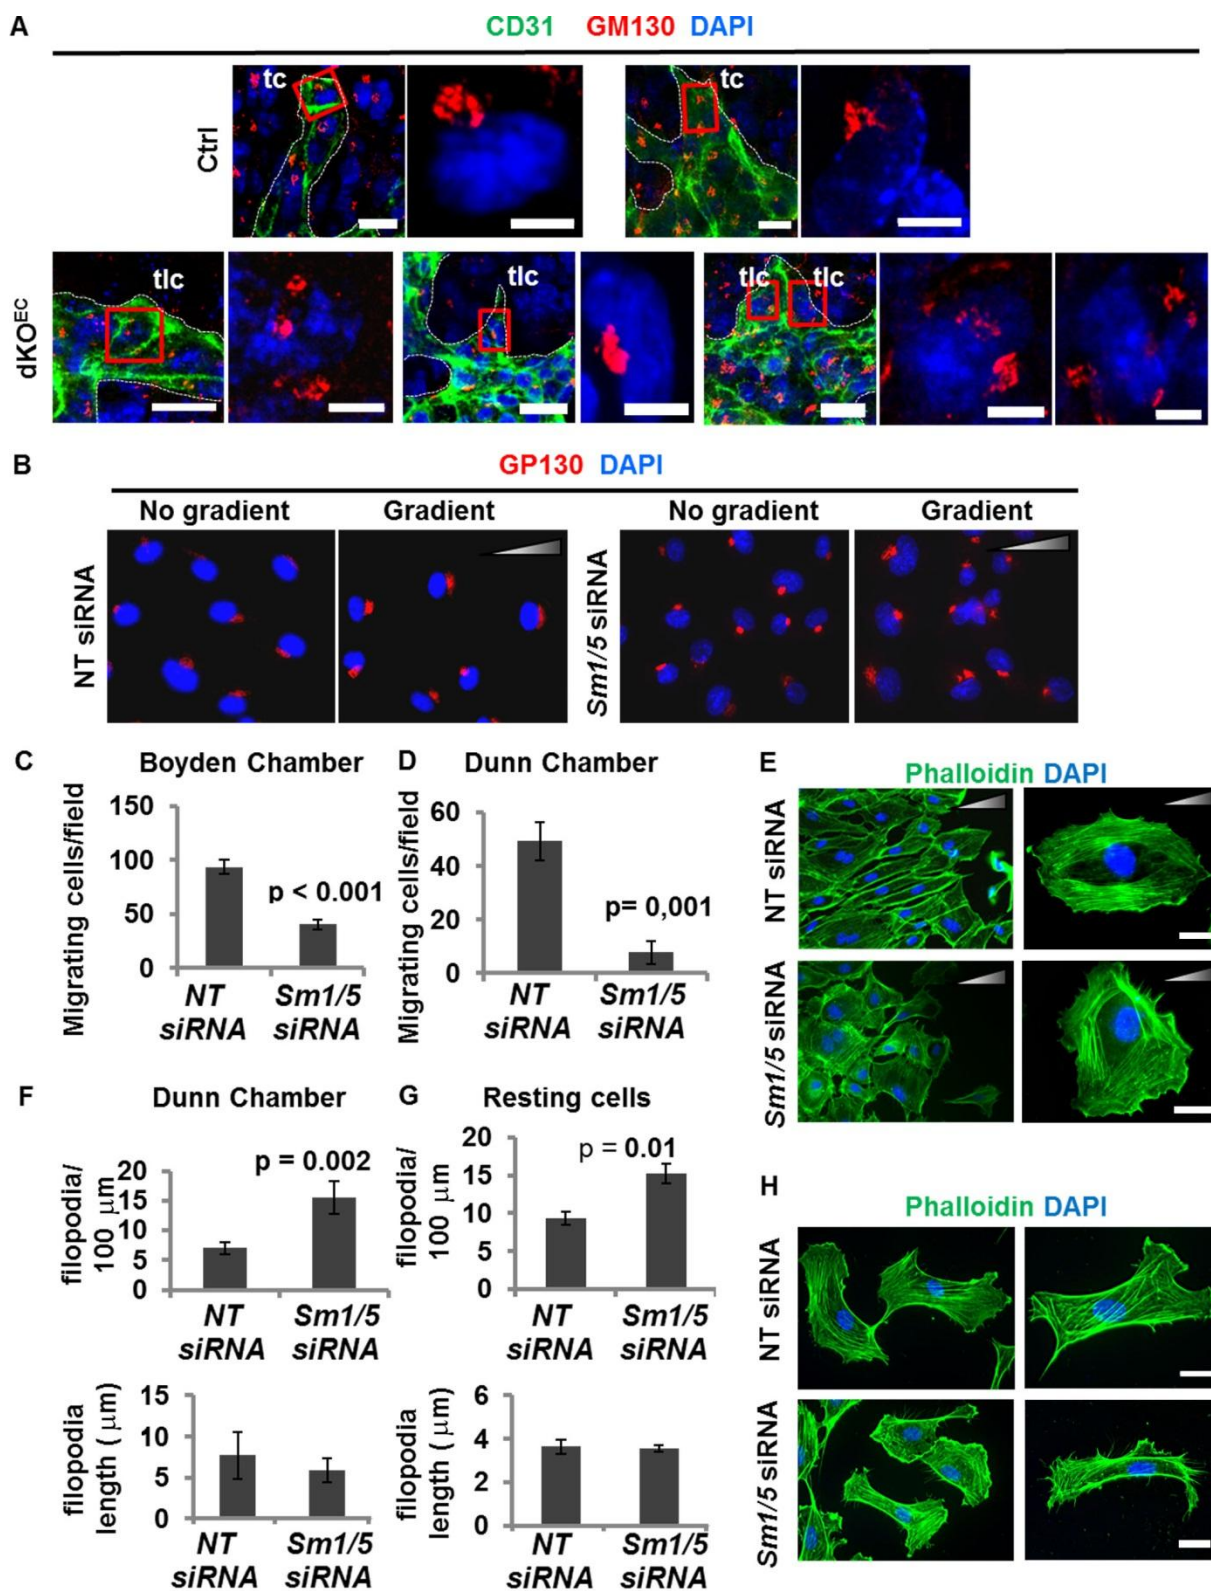 A
CD31 GM130 DAPI
Ctrl
tc
tc
dKOᴱᶜ
tlc
tlc
tlc tlc
B
GP130 DAPI
No gradient Gradient No gradient Gradient
NT siRNA
Sm1/5 siRNA
C Boyden Chamber
Migrating cells/field
150
100
50
0
p < 0.001
NT Sm1/5
siRNA siRNA
D Dunn Chamber
Migrating cells/field
60
40
20
0
p= 0,001
NT Sm1/5
siRNA siRNA
E
Phalloidin DAPI
NT siRNA
Sm1/5 siRNA
F Dunn Chamber
filopodia/
100 µm
20
15
10
5
0
p = 0.002
NT Sm1/5
siRNA siRNA
filopodia
length ( µm)
15
10
5
0
NT Sm1/5
siRNA siRNA
G Resting cells
filopodia/
100 µm
20
15
10
5
0
p = 0.01
NT Sm1/5
siRNA siRNA
filopodia
length ( µm)
6
4
2
0
NT Sm1/5
siRNA siRNA
H
Phalloidin DAPI
NT siRNA
Sm1/5 siRNA